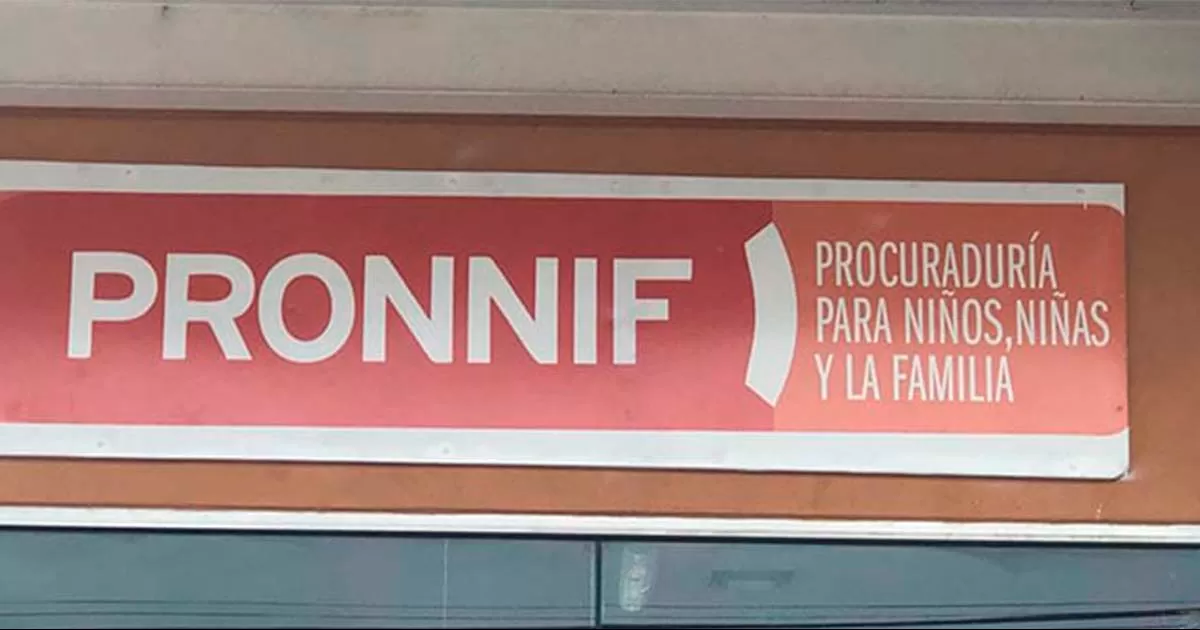 PRONNIF
PROCURADURÍA
PARA NIÑOS,NIÑAS
Y LA FAMILIA